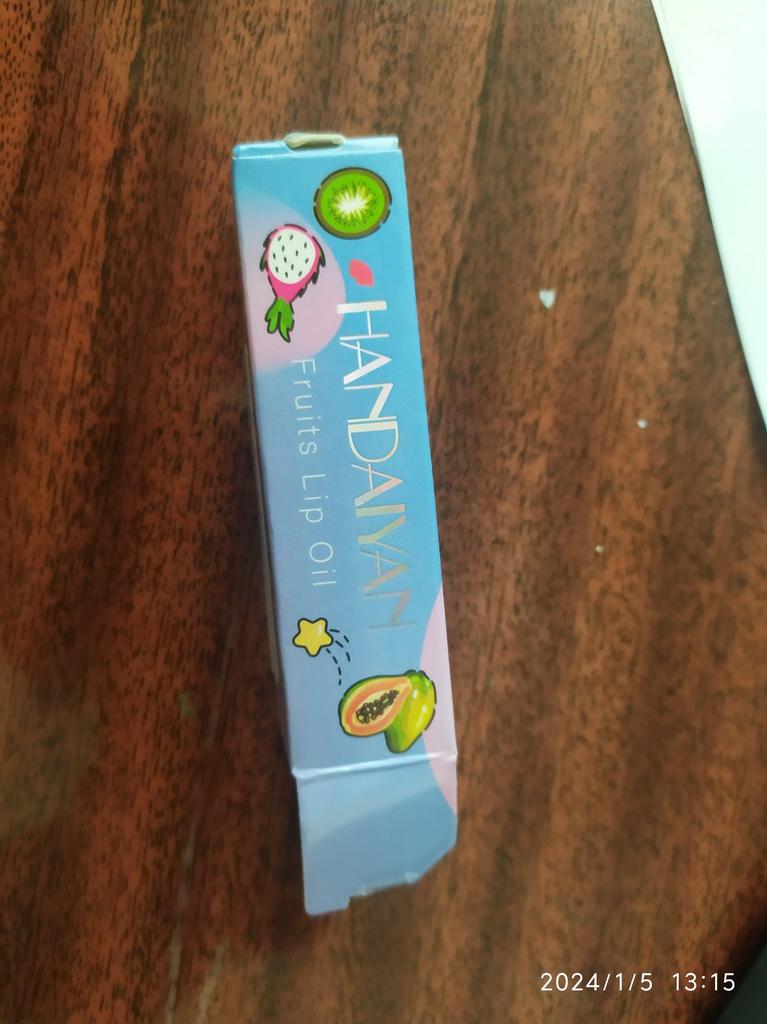 HANDAIYAN
Fruits Lip Oil
2024/1/5 13:15